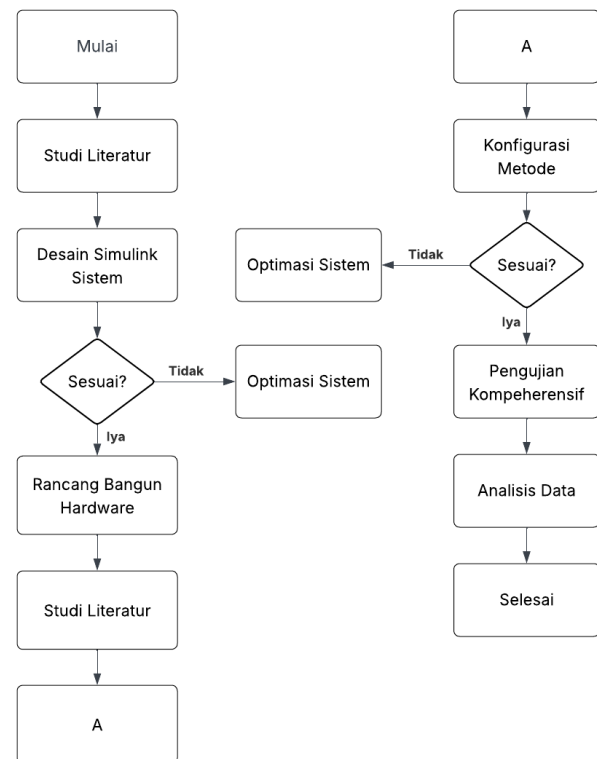 Mulai
Studi Literatur
Desain Simulink
Sistem
Sesuai?
Tidak
Optimasi Sistem
Iya
Rancang Bangun
Hardware
Studi Literatur
A
A
Konfigurasi
Metode
Sesuai?
Tidak
Optimasi Sistem
Iya
Pengujian
Kompeherensif
Analisis Data
Selesai